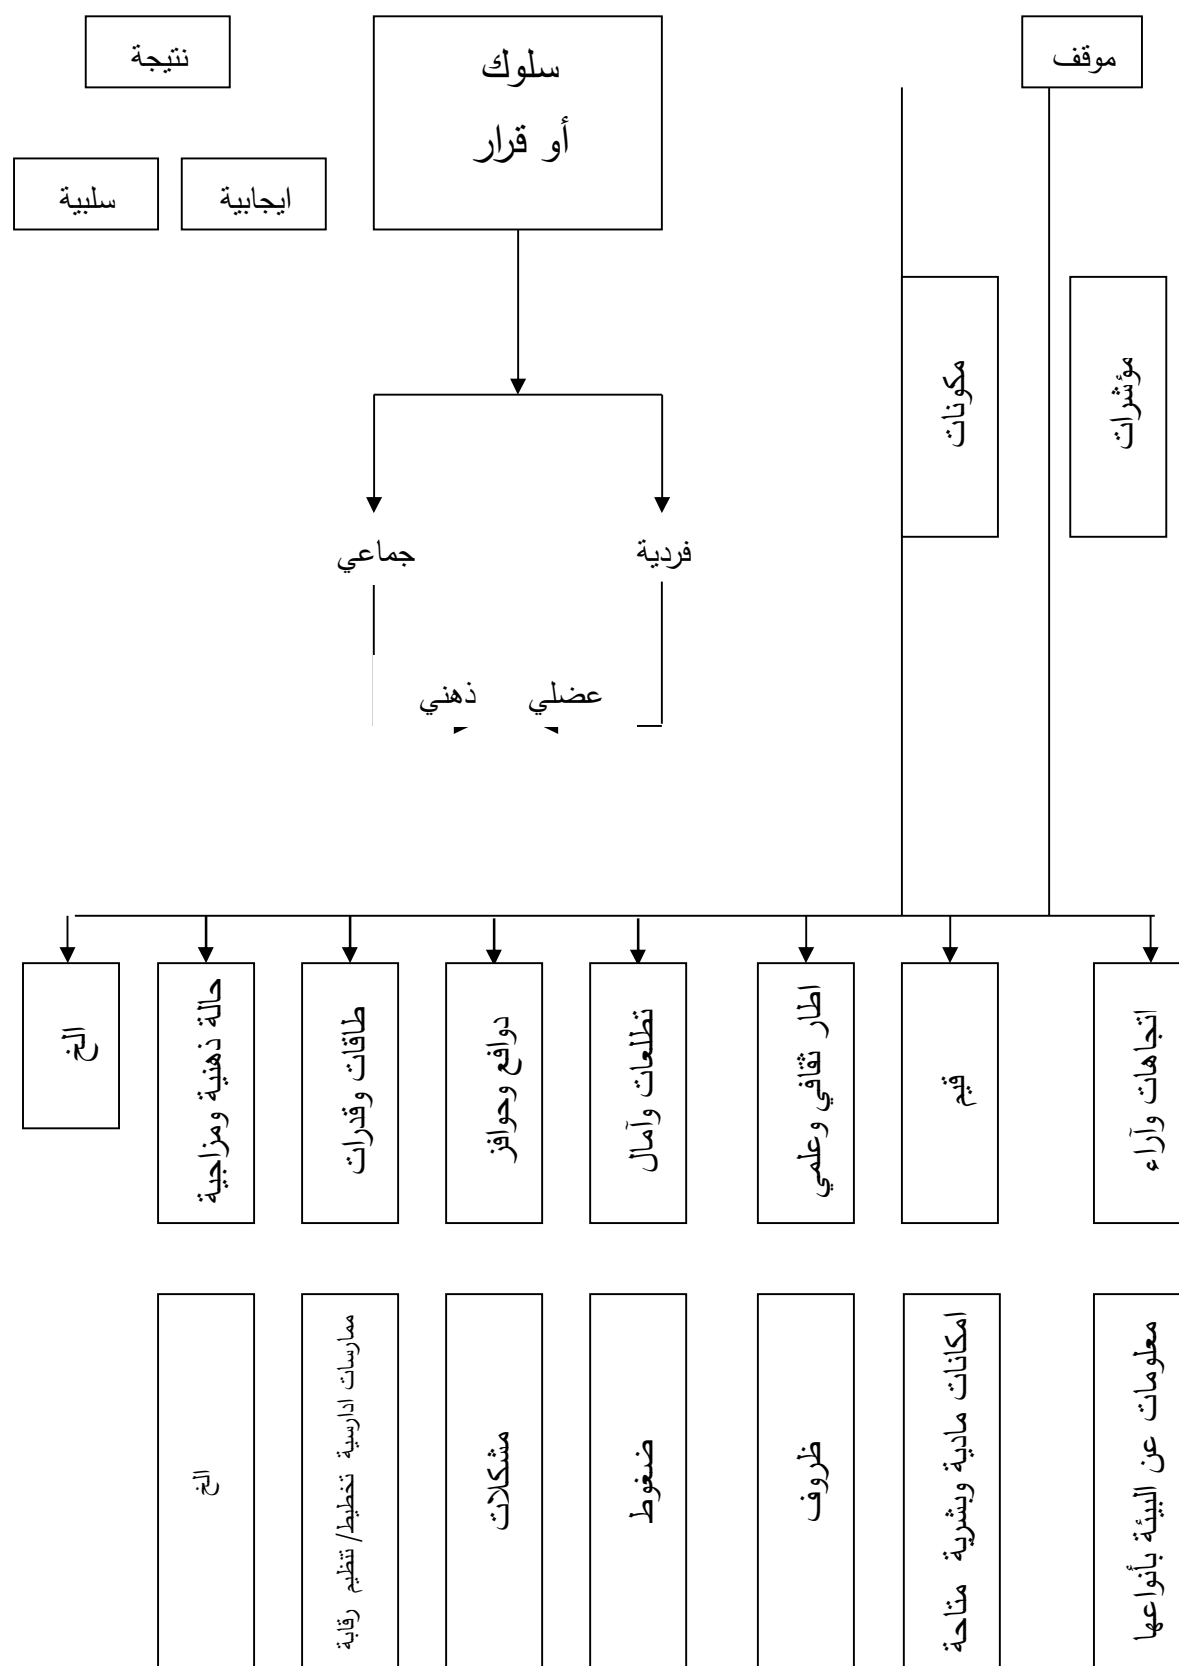 موقف
سلوك
أو قرار
نتيجة
ايجابية
سلبية
مؤشرات
مكونات
فردية
جماعي
عضلي
ذهني
اتجاهات وآراء
قيم
اطار ثقافي وعلمي
تطلعات وآمال
دوافع وحوافز
طاقات وقدرات
حالة ذهنية ومزاجية
الخ
معلومات عن البيئة بأنواعها
امكانات مادية وبشرية متاحة
ظروف
ضغوط
مشكلات
ممارسات ادارسية تخطيط/ تنظيم رقابة
الخ